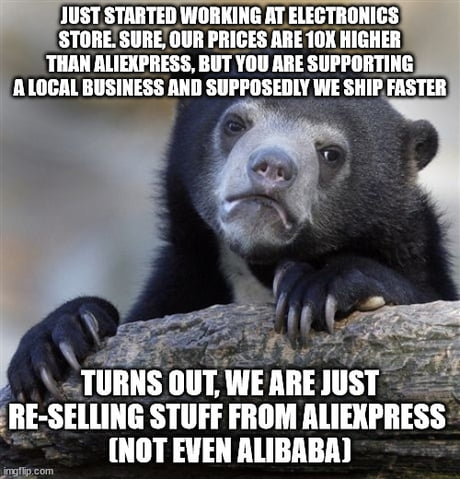 JUST STARTED WORKING AT ELECTRONICS
STORE. SURE, OUR PRICES ARE 10X HIGHER
THAN ALIEXPRESS, BUT YOU ARE SUPPORTING
A LOCAL BUSINESS AND SUPPOSEDLY WE SHIP FASTER
TURNS OUT, WE ARE JUST
RE-SELLING STUFF FROM ALIEXPRESS
(NOT EVEN ALIBABA)
imgflip.com